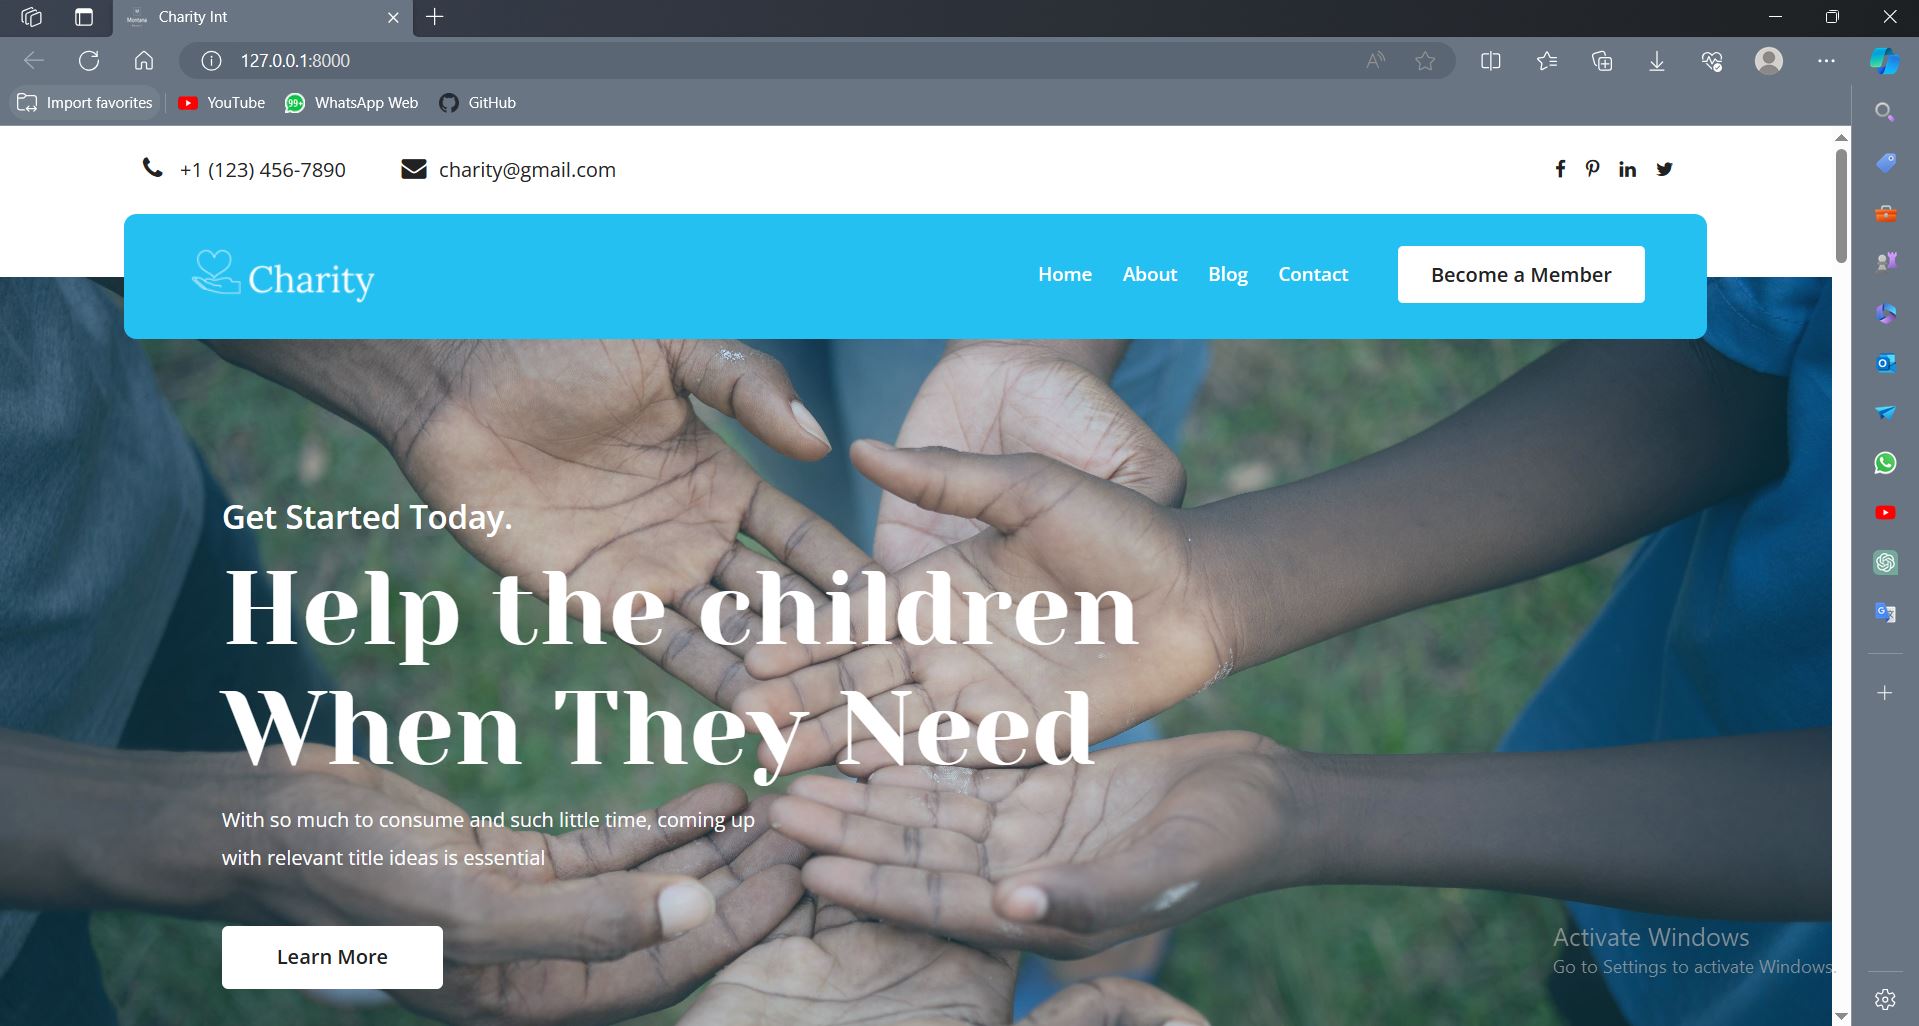 Charity Int
127.0.0.1:8000
Import favorites
YouTube
WhatsApp Web
GitHub
+1 (123) 456-7890
charity@gmail.com
Charity
Home
About
Blog
Contact
Become a Member
Get Started Today.
Help the children
When They Need
With so much to consume and such little time, coming up
with relevant title ideas is essential
Learn More
Activate Windows
Go to Settings to activate Windows.